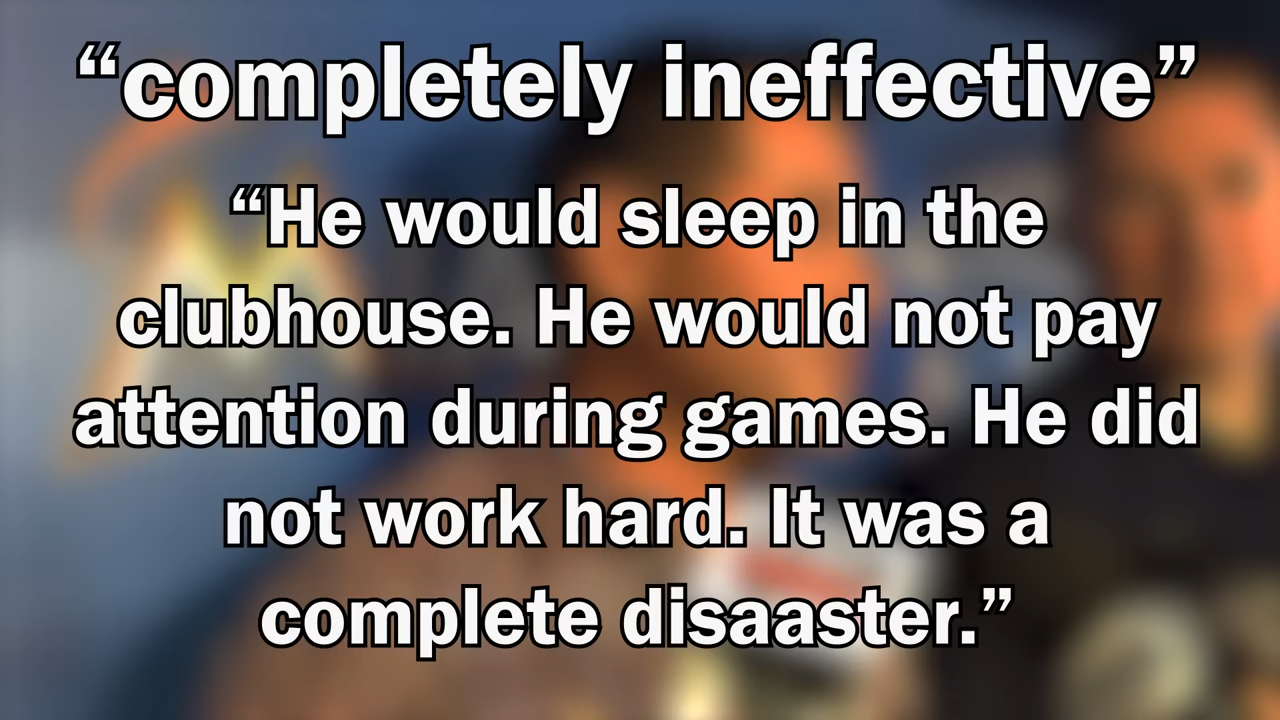 “completely ineffective”
“He would sleep in the
clubhouse. He would not pay
attention during games. He did
not work hard. It was a
complete disaaster.”